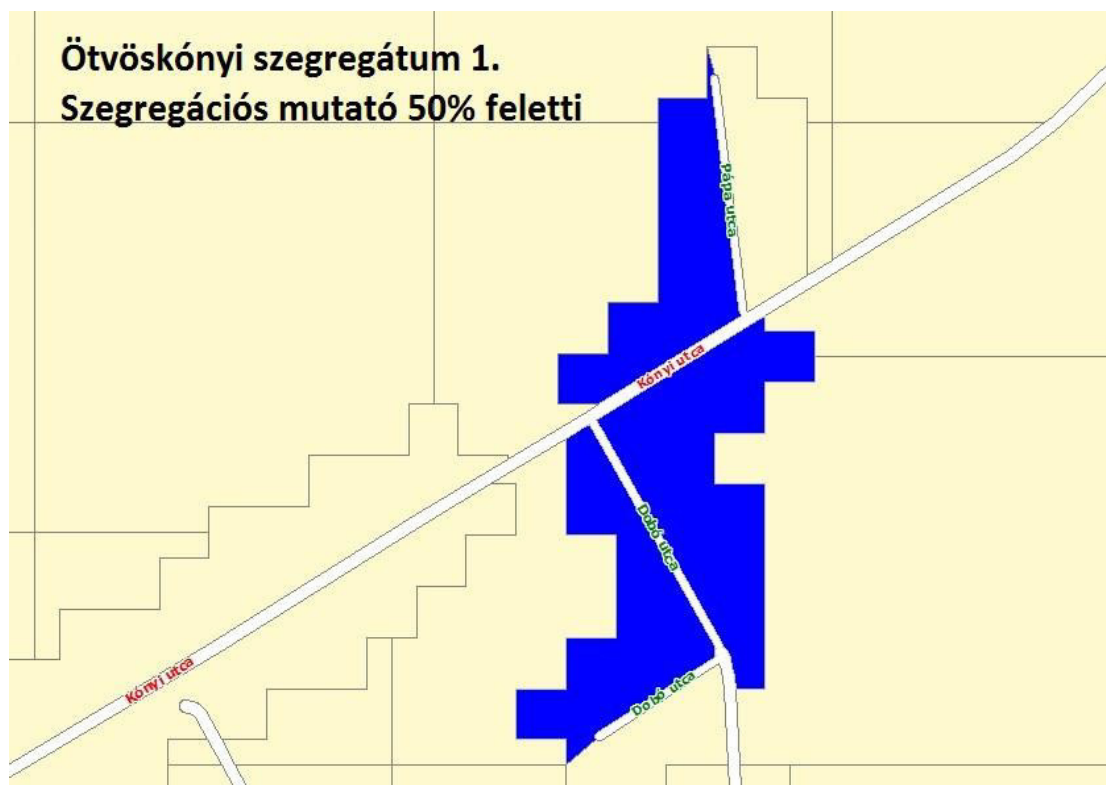 Ötvöskónyi szegregátum 1.
Szegregációs mutató 50% feletti
Pápa utca
Kónyi utca
Dobó utca
Kónyi utca
Dobó utca